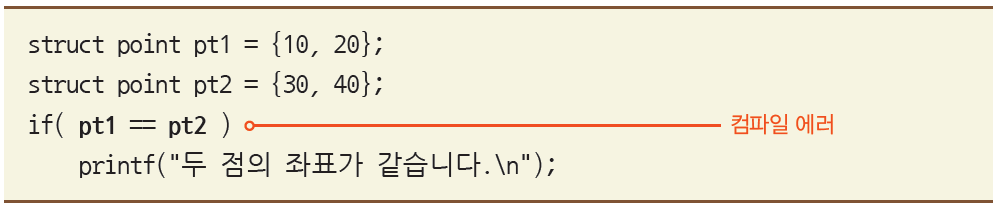 struct point pt1 = {10, 20};
struct point pt2 = {30, 40};
if( pt1 == pt2 ) 컴파일 에러
printf("두 점의 좌표가 같습니다.\n");